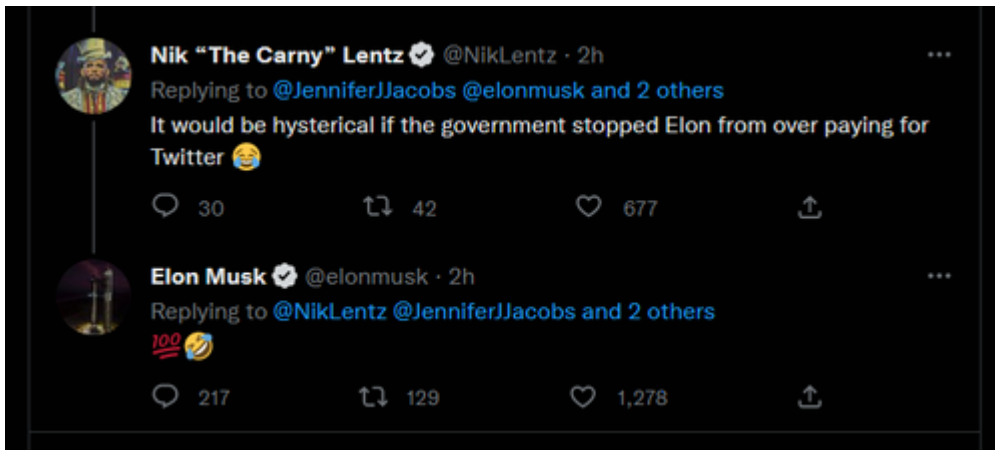 Nik “The Carny” Lentz @NikLentz · 2h
Replying to @JenniferJJacobs @elonmusk and 2 others
It would be hysterical if the government stopped Elon from over paying for
Twitter 😂
30 42 677
Elon Musk @elonmusk · 2h
Replying to @NikLentz @JenniferJJacobs and 2 others
💯🤣
217 129 1,278